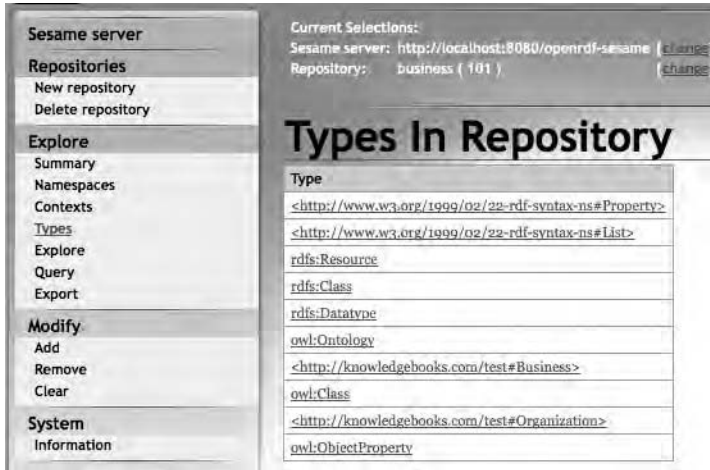 Sesame server
Repositories
New repository
Delete repository
Explore
Summary
Namespaces
Contexts
Types
Explore
Query
Export
Modify
Add
Remove
Clear
System
Information
Current Selections:
Sesame server: http://localhost:8080/openrdf-sesame [change
Repository: business ( 101 ) [change
Types In Repository
Type
<http://www.w3.org/1999/02/22-rdf-syntax-ns#Property>
<http://www.w3.org/1999/02/22-rdf-syntax-ns#List>
rdfs:Resource
rdfs:Class
rdfs:Datatype
owl:Ontology
<http://knowledgebooks.com/test#Business>
owl:Class
<http://knowledgebooks.com/test#Organization>
owl:ObjectProperty